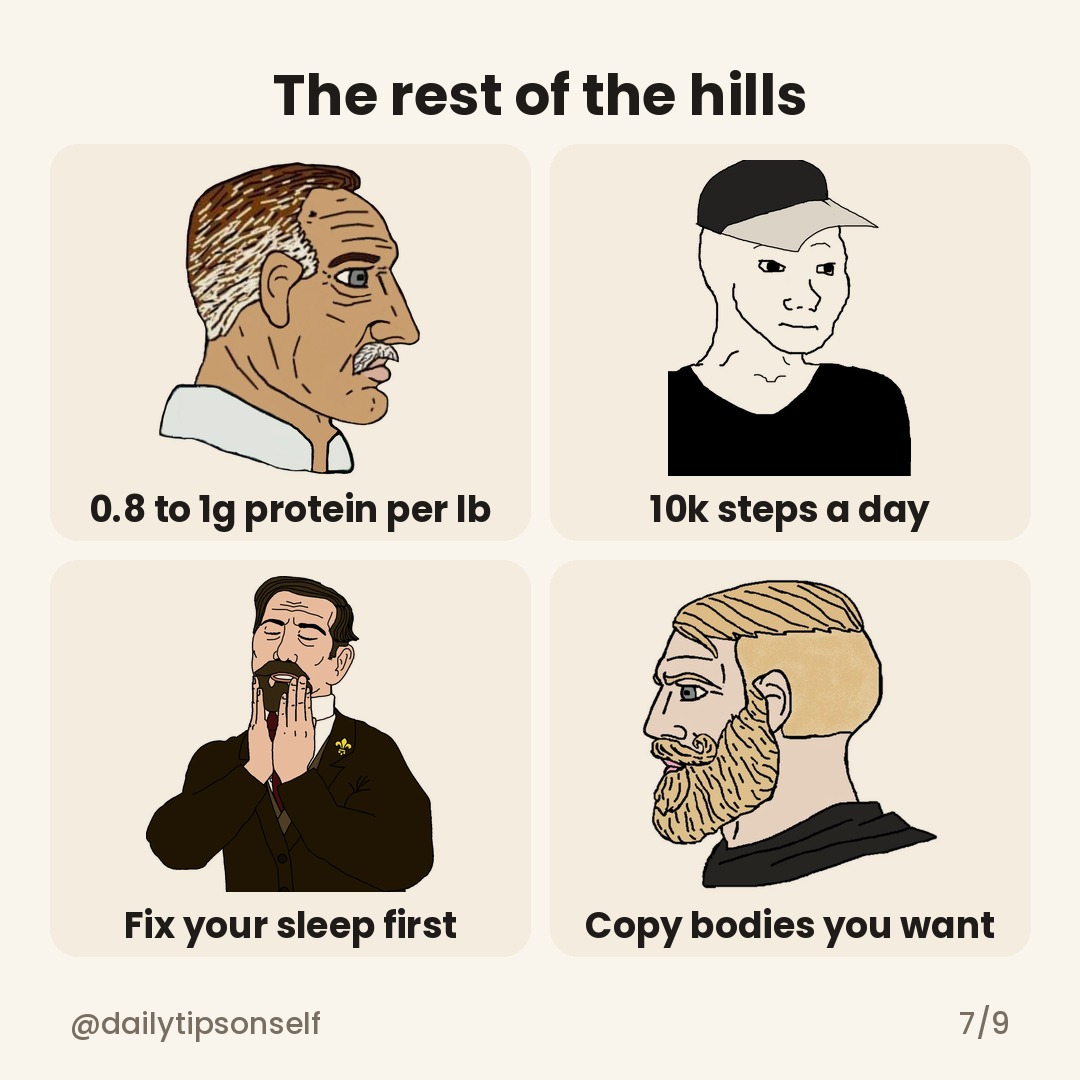 The rest of the hills
0.8 to 1g protein per lb
10k steps a day
Fix your sleep first
Copy bodies you want
@dailytipsonself
7/9